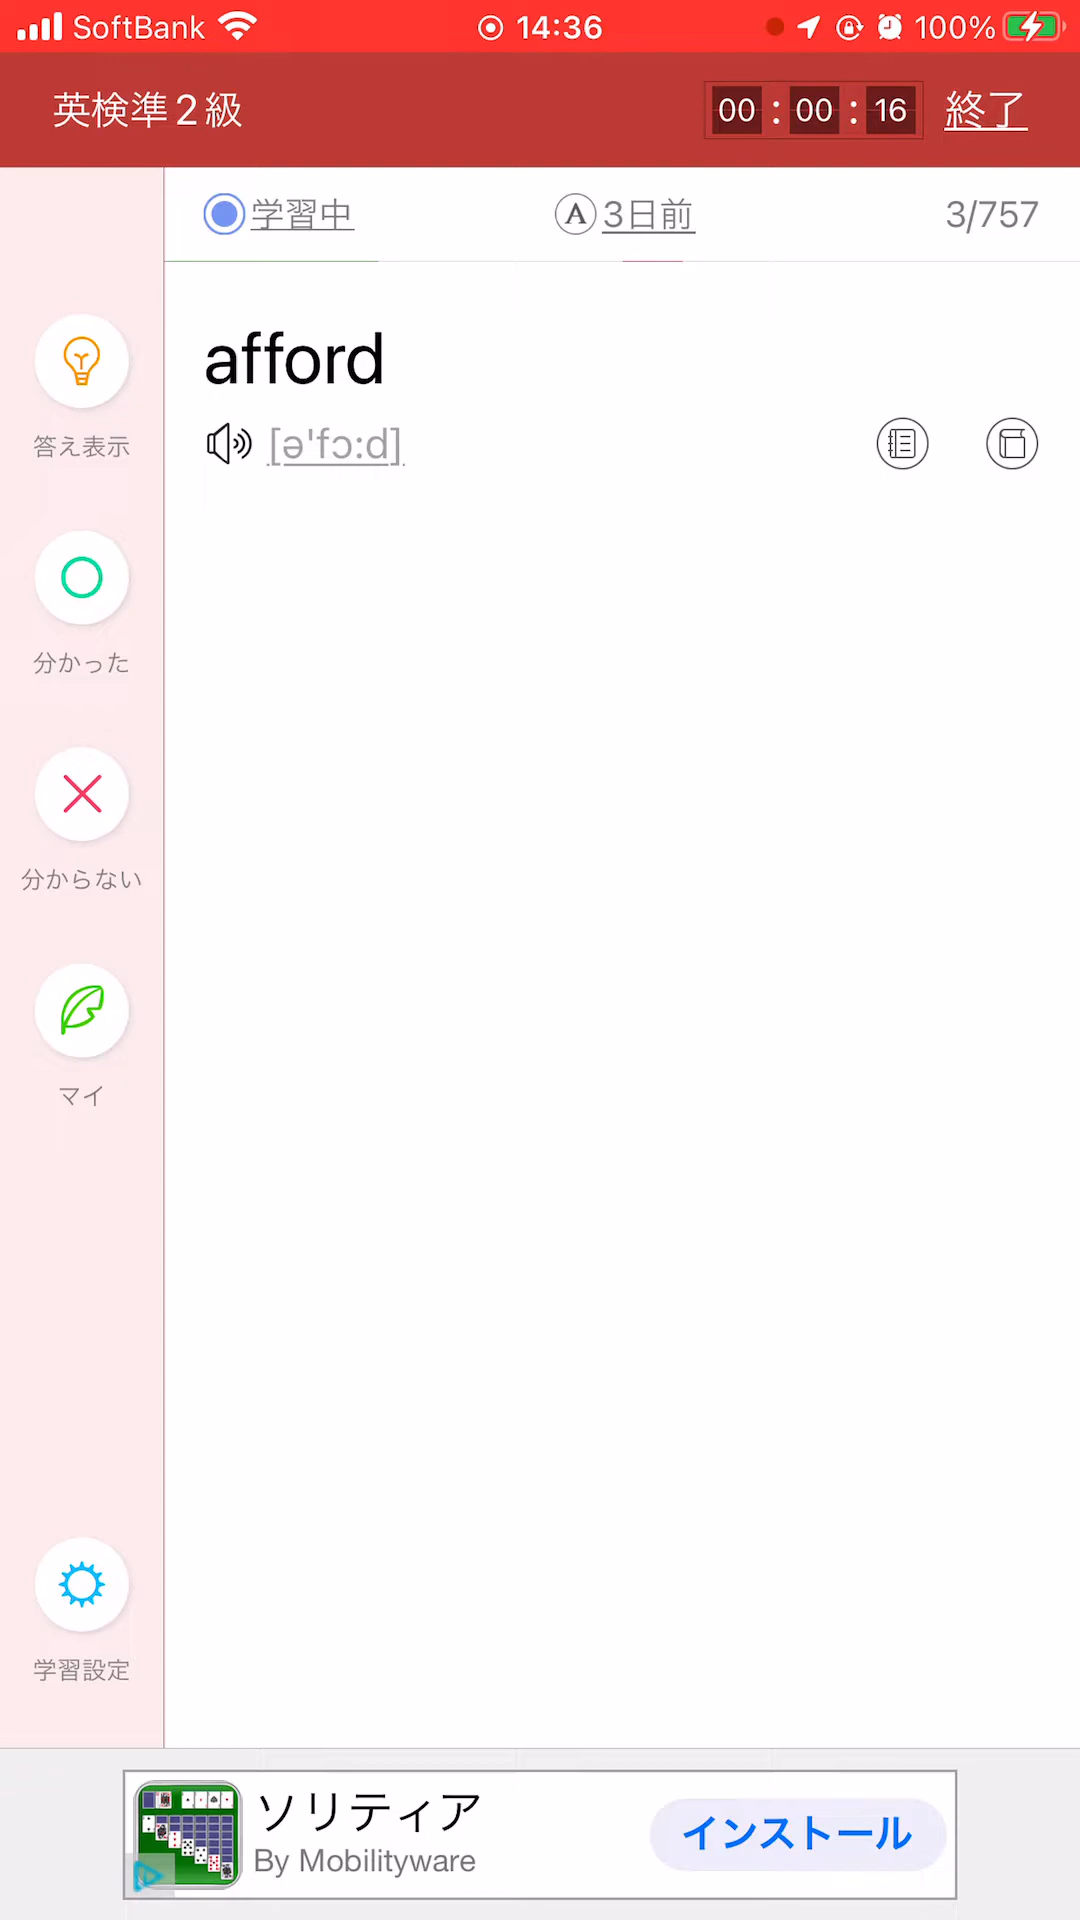 SoftBank 14:36 100%
英検準2級 00 : 00 : 16 終了
学習中 A 3日前 3/757
afford
[ə'fɔ:d]
答え表示
分かった
分からない
マイ
学習設定
ソリティア
By Mobilityware
インストール